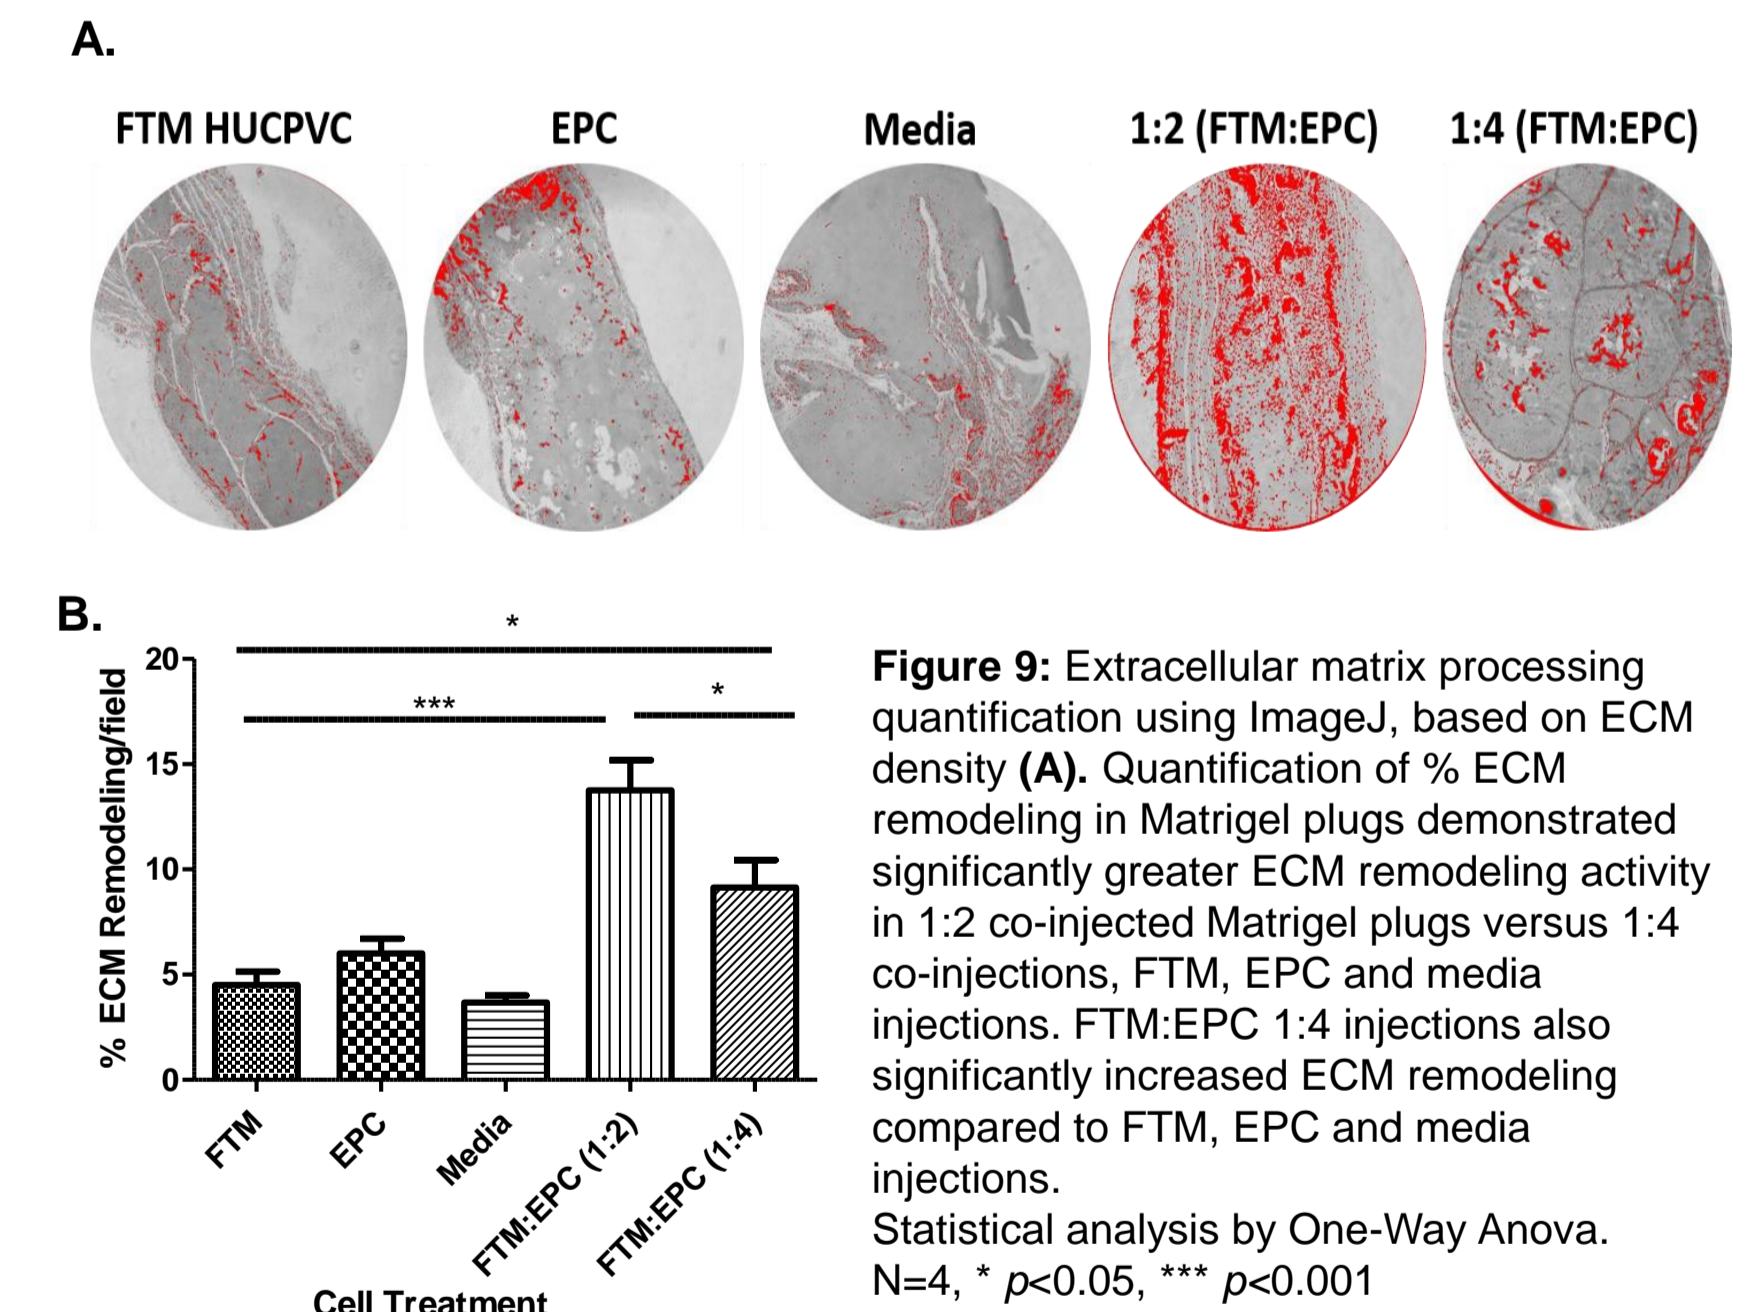 A.
FTM HUCPVC
EPC
Media
1:2 (FTM:EPC)
1:4 (FTM:EPC)
B.
*
***
*
20
15
10
5
0
% ECM Remodeling/field
FTM
EPC
Media
FTM:EPC (1:2)
FTM:EPC (1:4)
Cell Treatment
Figure 9: Extracellular matrix processing
quantification using ImageJ, based on ECM
density (A). Quantification of % ECM
remodeling in Matrigel plugs demonstrated
significantly greater ECM remodeling activity
in 1:2 co-injected Matrigel plugs versus 1:4
co-injections, FTM, EPC and media
injections. FTM:EPC 1:4 injections also
significantly increased ECM remodeling
compared to FTM, EPC and media
injections.
Statistical analysis by One-Way Anova.
N=4, * p<0.05, *** p<0.001